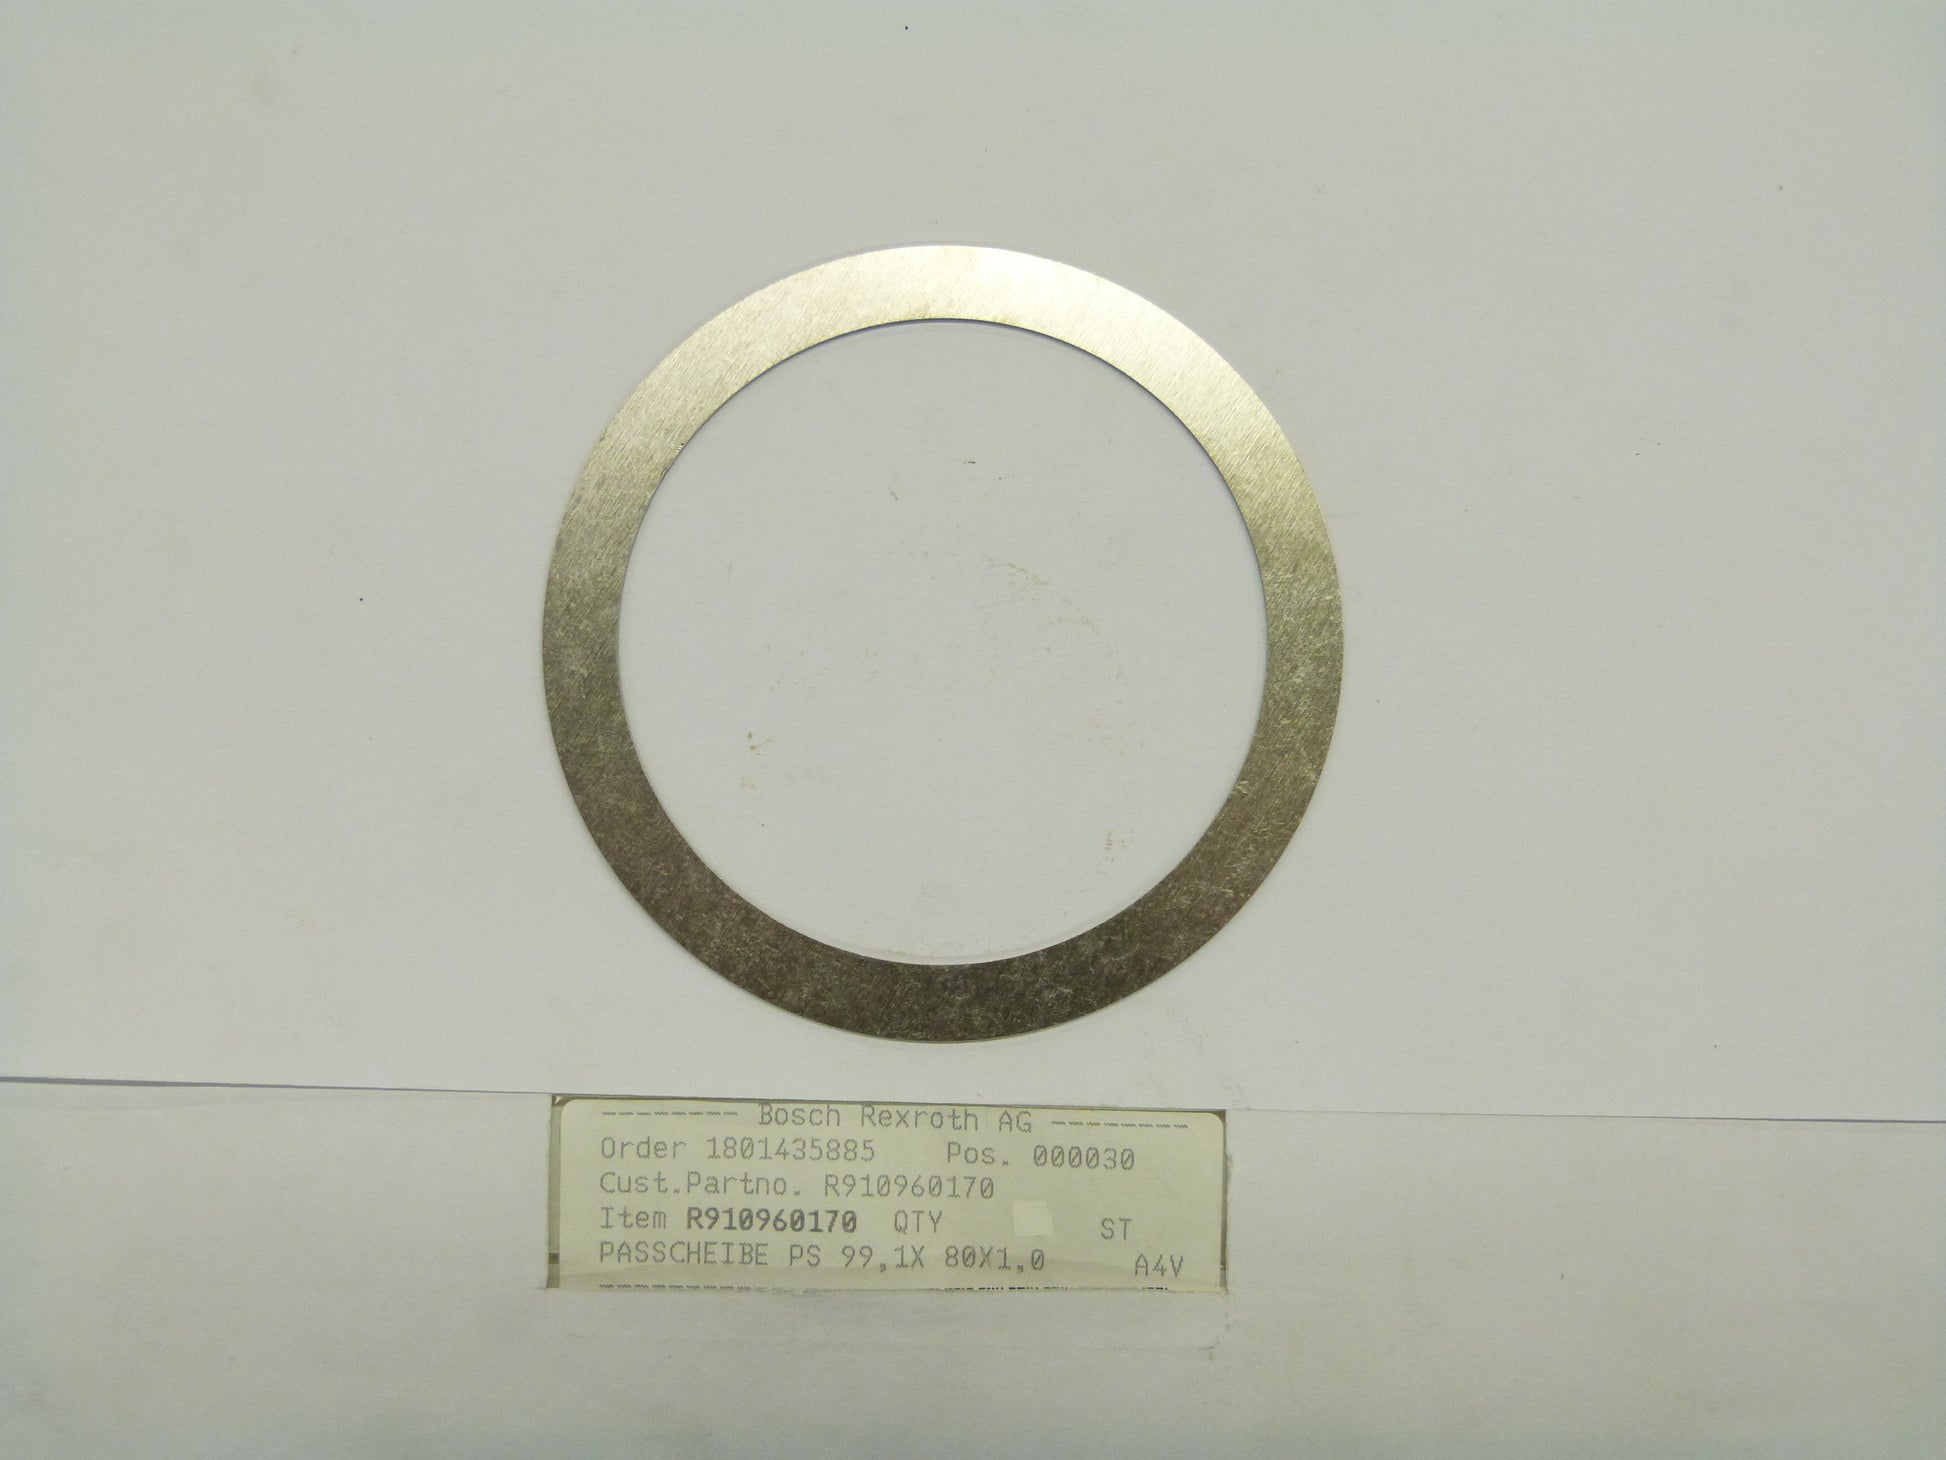 -------- Bosch Rexroth AG --------
Order 1801435885 Pos. 000030
Cust.Partno. R910960170
Item R910960170 QTY ST
PASSCHEIBE PS 99,1X 80X1,0 A4V